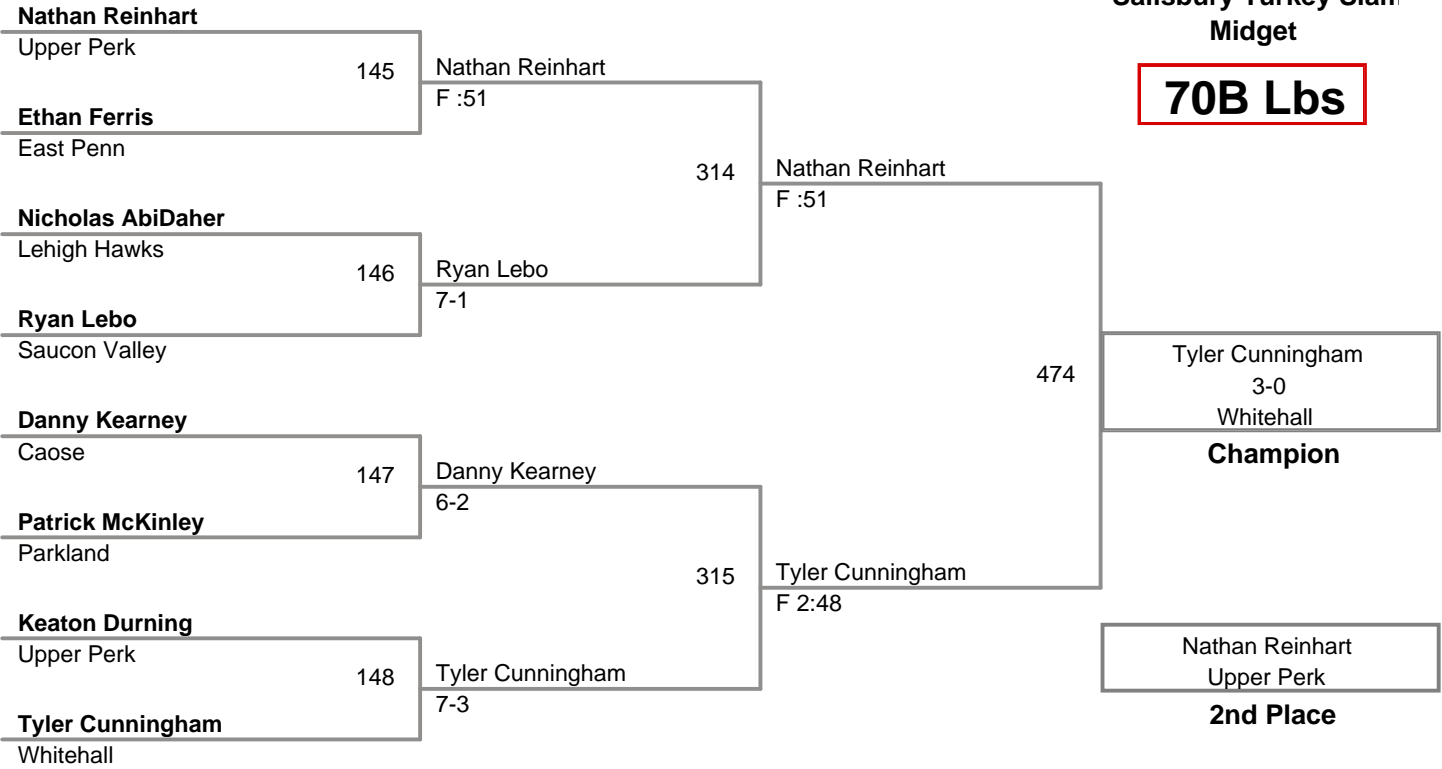 Salisbury Turkey Slam
Midget
70B Lbs
Nathan Reinhart
Upper Perk
145
Nathan Reinhart
F :51
Ethan Ferris
East Penn
314
Nathan Reinhart
F :51
Nicholas AbiDaher
Lehigh Hawks
146
Ryan Lebo
7-1
Ryan Lebo
Saucon Valley
474
Tyler Cunningham
3-0
Whitehall
Champion
Danny Kearney
Caose
147
Danny Kearney
6-2
Patrick McKinley
Parkland
315
Tyler Cunningham
F 2:48
Keaton Durning
Upper Perk
148
Tyler Cunningham
7-3
Tyler Cunningham
Whitehall
Nathan Reinhart
Upper Perk
2nd Place